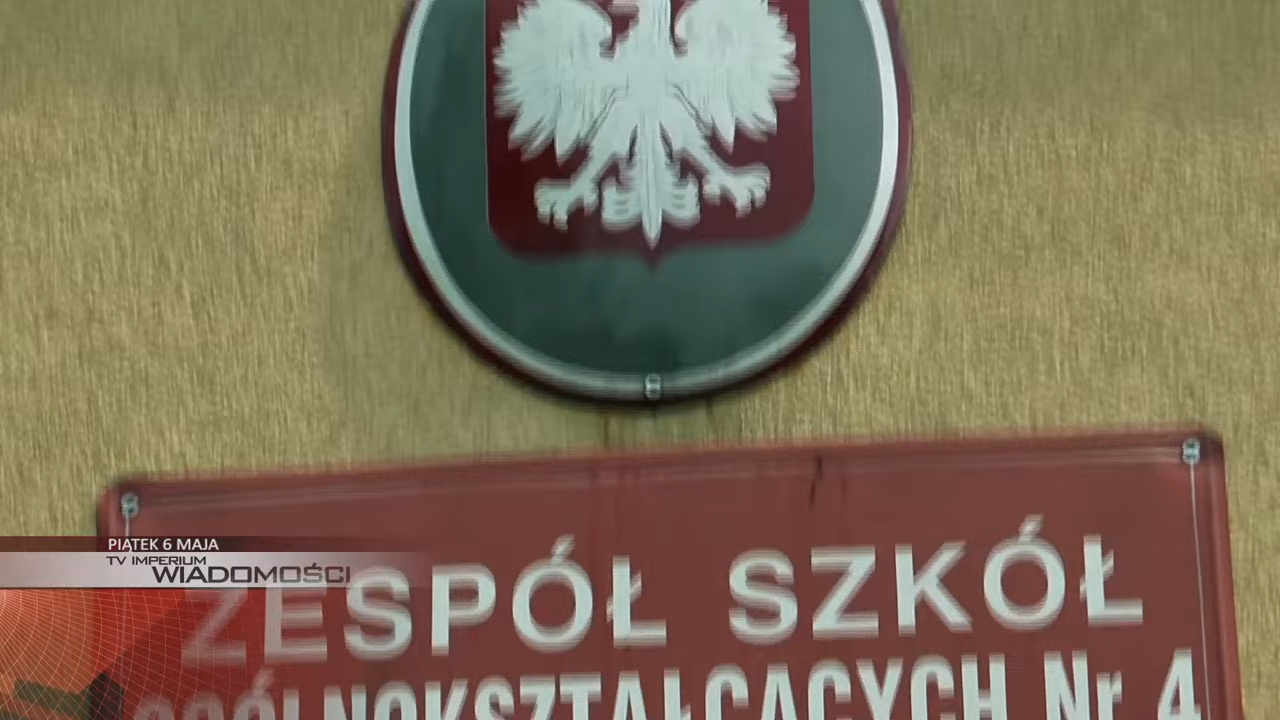 ZESPÓŁ SZKÓŁ
OGÓLNOKSZTAŁCĄCYCH Nr 4
PIĄTEK 6 MAJA
TV IMPERIUM
WIADOMOŚCI